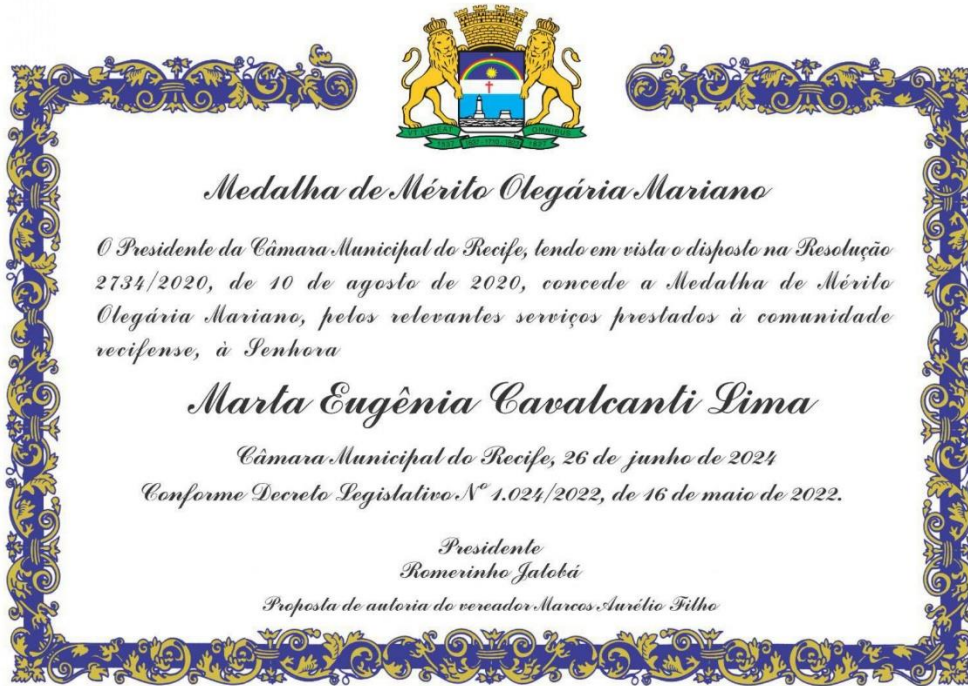 UT LUCEAT OMNIBUS
Medalha de Mérito Olegária Mariano
O Presidente da Câmara Municipal do Recife, tendo em vista o disposto na Resolução
2734/2020, de 10 de agosto de 2020, concede a Medalha de Mérito
Olegária Mariano, pelos relevantes serviços prestados à comunidade
recifense, à Senhora
Marta Eugênia Cavalcanti Lima
Câmara Municipal do Recife, 26 de junho de 2024
Conforme Decreto Legislativo Nº 1.024/2022, de 16 de maio de 2022.
Presidente
Romerinho Jatobá
Proposta de autoria do vereador Marcos Aurélio Filho